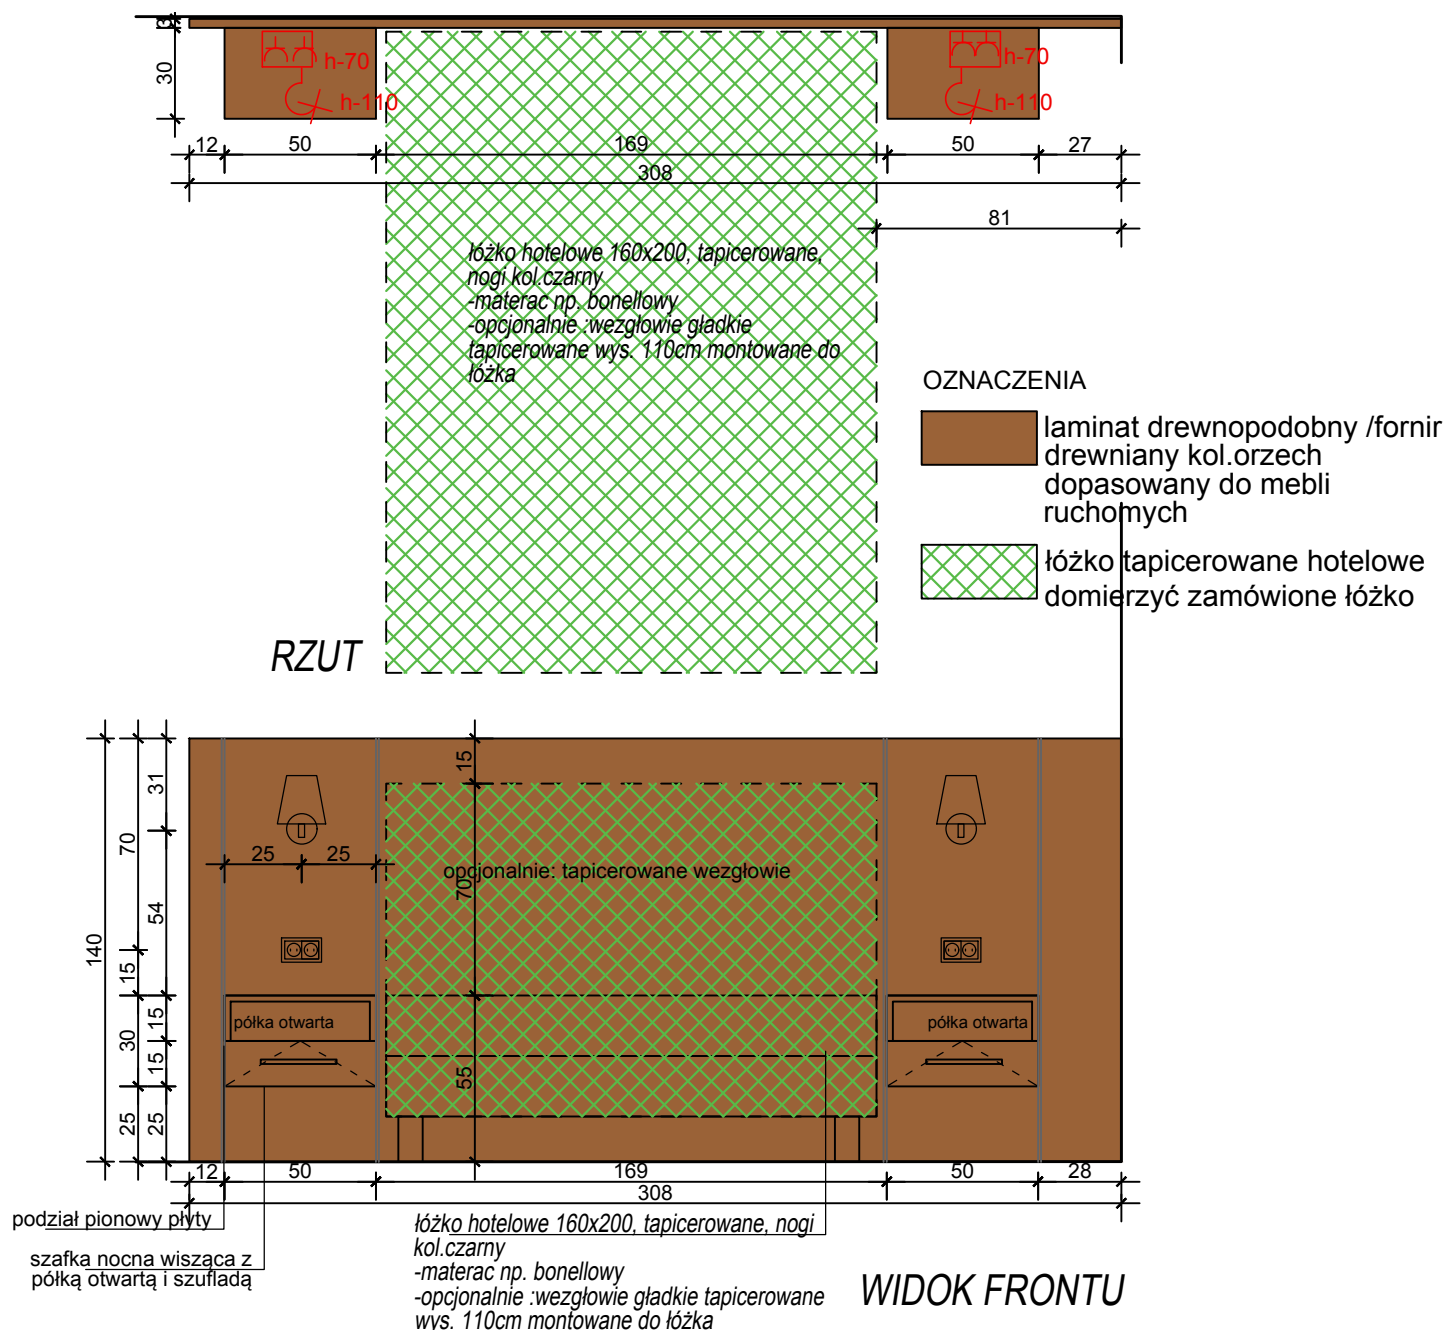 3
30
h-70
h-110
h-70
h-110
12
50
169
50
27
308
81
łóżko hotelowe 160x200, tapicerowane,
nogi kol.czarny
-materac np. bonellowy
-opcjonalnie :wezgłowie gładkie
tapicerowane wys. 110cm montowane do
łóżka
OZNACZENIA
laminat drewnopodobny /fornir
drewniany kol.orzech
dopasowany do mebli
ruchomych
łóżko tapicerowane hotelowe
domierzyć zamówione łóżko
RZUT
15
31
70
25
25
opcjonalnie: tapicerowane wezgłowie
70
54
140
15
15
30
15
półka otwarta
półka otwarta
55
25
25
12
50
169
50
28
308
podział pionowy płyty
szafka nocna wisząca z
półką otwartą i szufladą
łóżko hotelowe 160x200, tapicerowane, nogi
kol.czarny
-materac np. bonellowy
-opcjonalnie :wezgłowie gładkie tapicerowane
wys. 110cm montowane do łóżka
WIDOK FRONTU